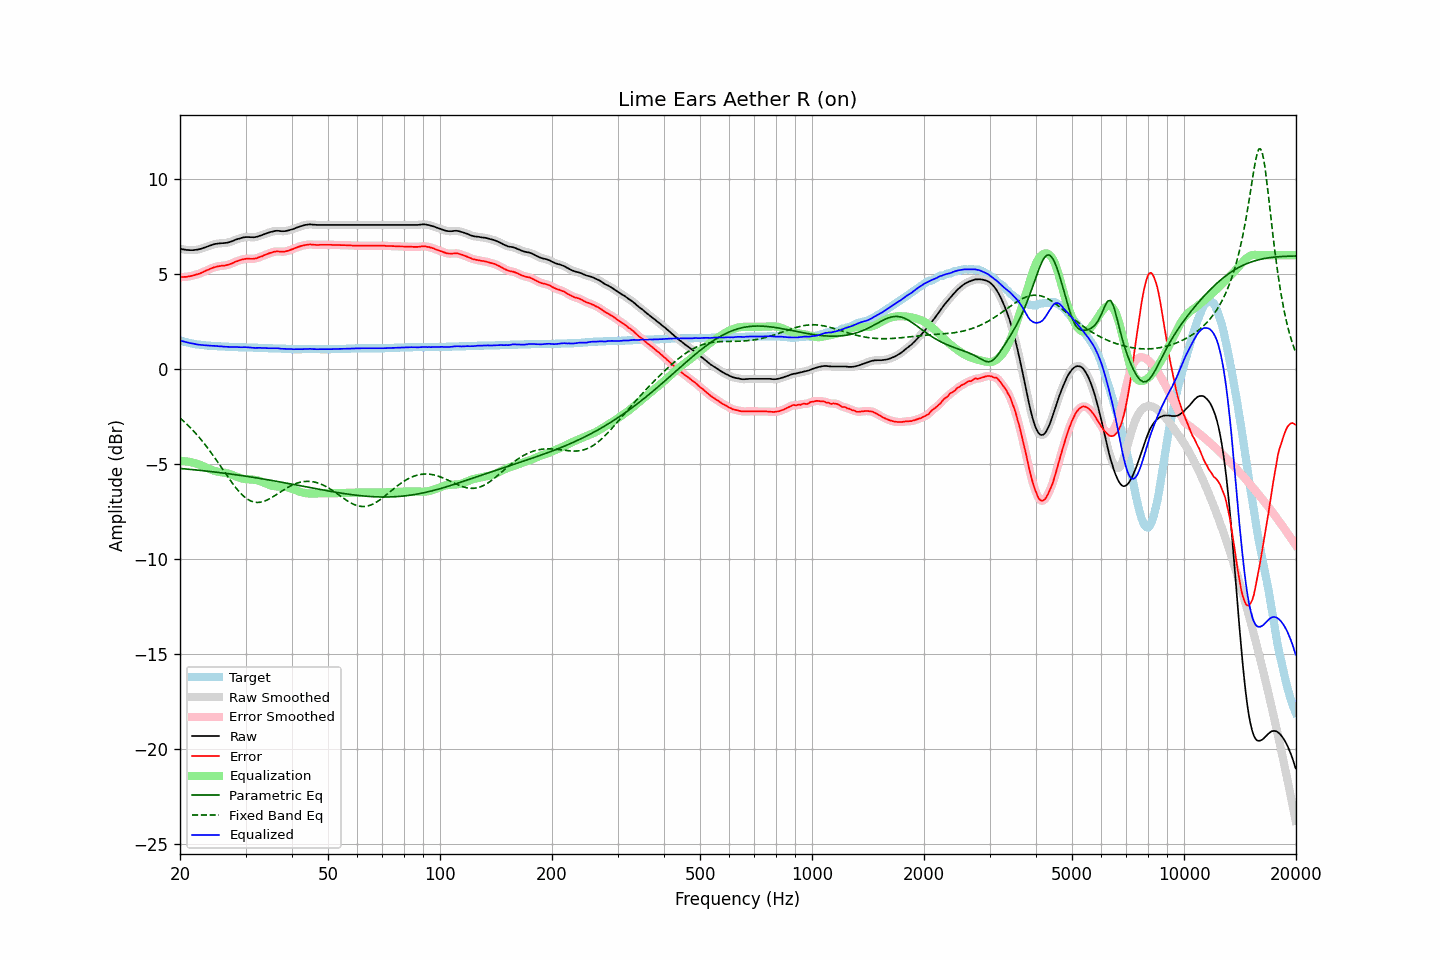 Lime Ears Aether R (on)
Amplitude (dBr)
10
5
0
−5
−10
−15
−20
−25
Target
Raw Smoothed
Error Smoothed
Raw
Error
Equalization
Parametric Eq
Fixed Band Eq
Equalized
20
50
100
200
500
1000
2000
5000
10000
20000
Frequency (Hz)